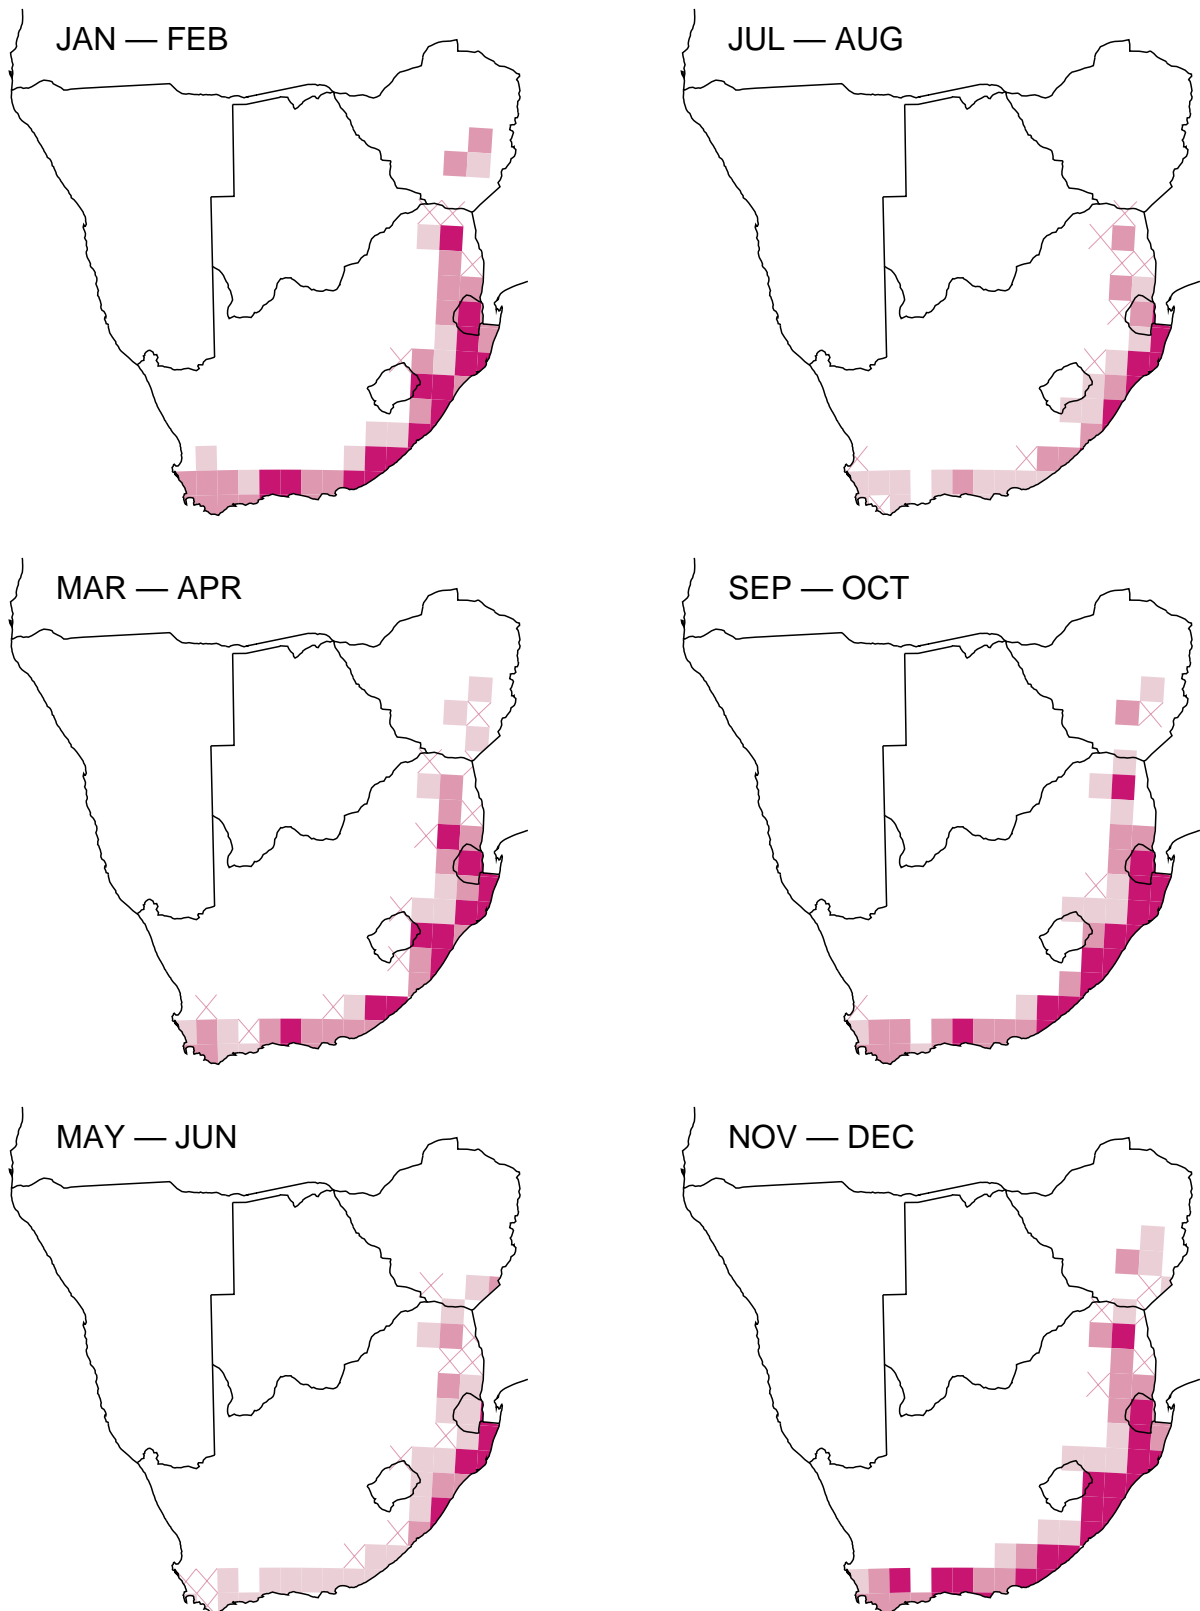 JAN — FEB
JUL — AUG
MAR — APR
SEP — OCT
MAY — JUN
NOV — DEC